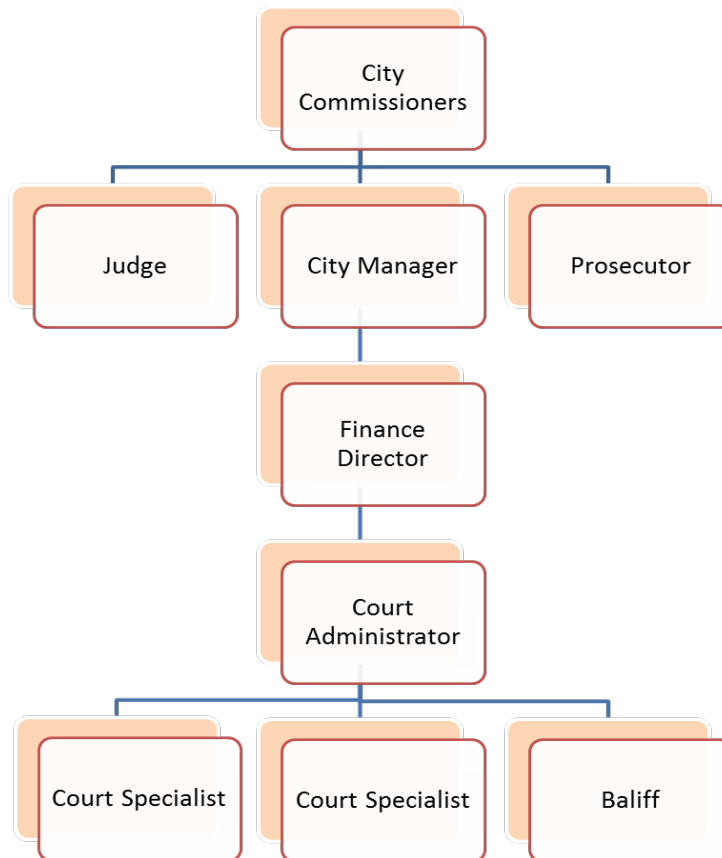 City
Commissioners
Judge
City Manager
Prosecutor
Finance
Director
Court
Administrator
Court Specialist
Court Specialist
Baliff